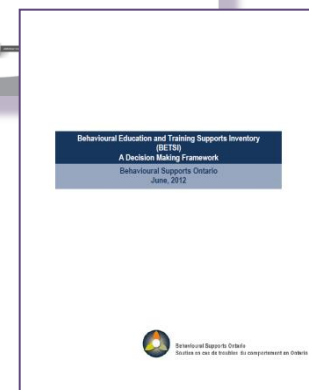 Behavioural Education and Training Supports Inventory
(BETSI)
A Decision Making Framework
Behavioural Supports Ontario
June, 2012
Behavioural Supports Ontario
Soutien en cas de troubles du comportement en Ontario